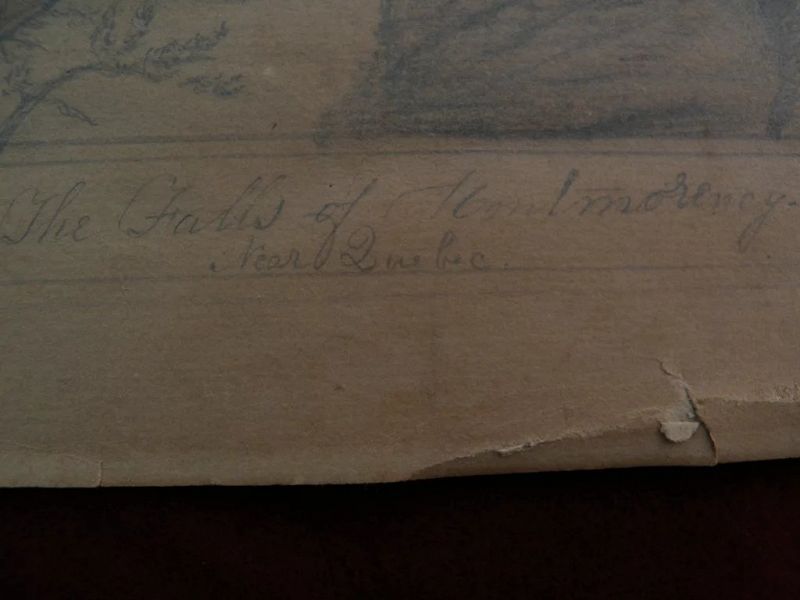 The Falls of Montmorency.
Near Quebec.